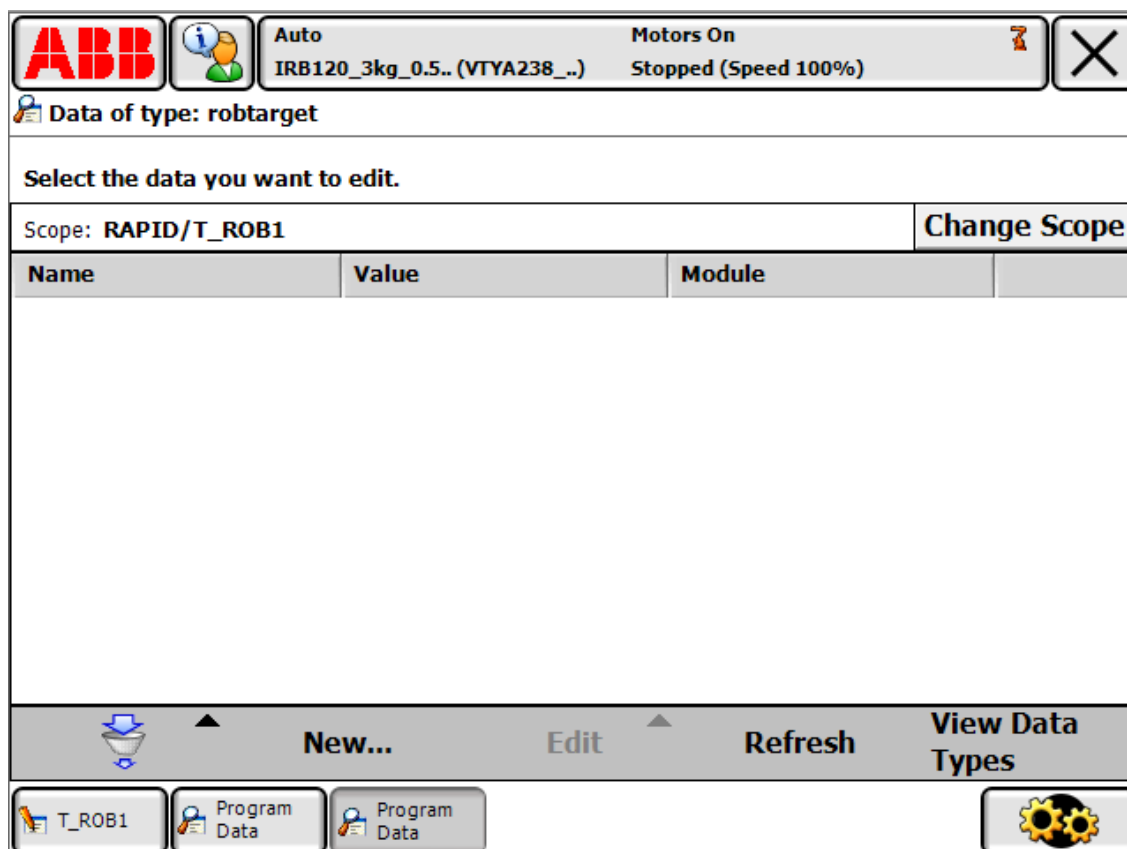 ABB
Auto
IRB120_3kg_0.5.. (VTYA238_..)
Motors On
Stopped (Speed 100%)
Data of type: robtarget
Select the data you want to edit.
Scope: RAPID/T_ROB1
Change Scope
Name Value Module
New... Edit Refresh View Data
Types
T_ROB1
Program
Data
Program
Data